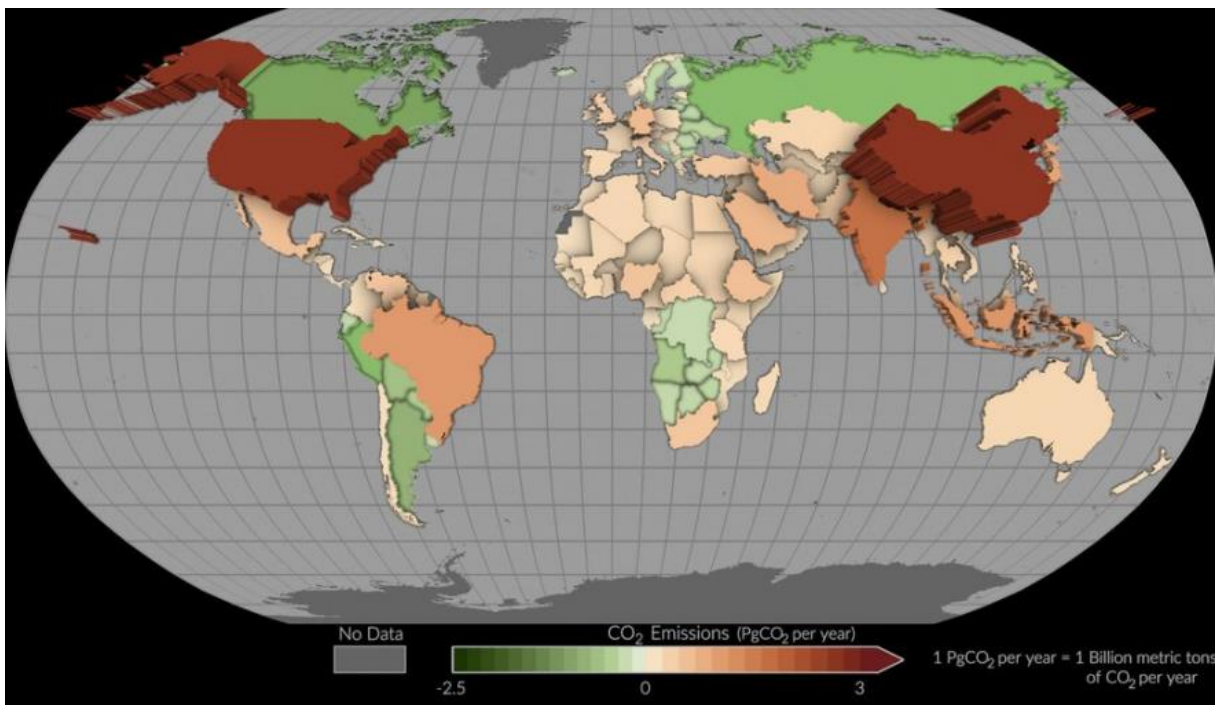 No Data
CO₂ Emissions (PgCO₂ per year)
-2.5 0 3
1 PgCO₂ per year = 1 Billion metric tons
of CO₂ per year